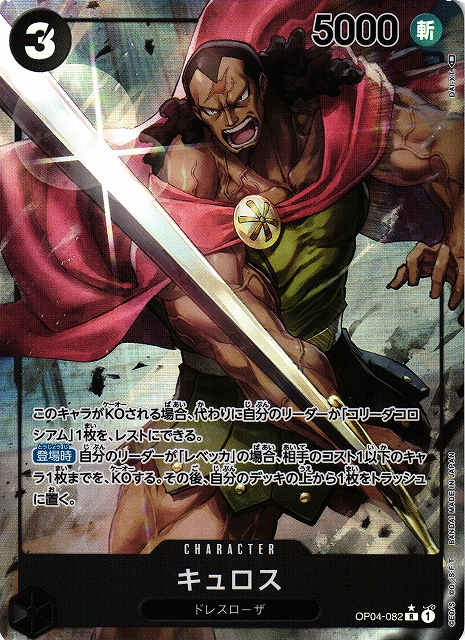 3
5000
斬
このキャラがKOされる場合、代わりに自分のリーダーか「コリーダコロ
シアム」1枚を、レストにできる。
登場時 自分のリーダーが「レベッカ」の場合、相手のコスト1以下のキャ
ラ1枚までを、KOする。その後、自分のデッキの上から1枚をトラッシュ
に置く。
CHARACTER
キュロス
ドレスローザ
OP04-082 R 1
BANDAI MADE IN JAPAN